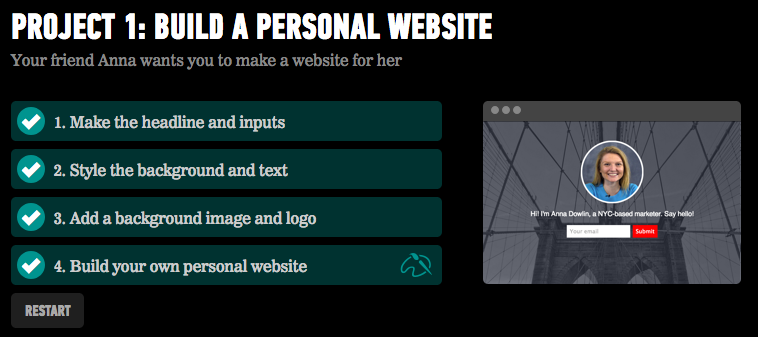 PROJECT 1: BUILD A PERSONAL WEBSITE
Your friend Anna wants you to make a website for her
1. Make the headline and inputs
2. Style the background and text
3. Add a background image and logo
4. Build your own personal website
RESTART
Hi! I'm Anna Dowlin, a NYC-based marketer. Say hello!
Your email
Submit